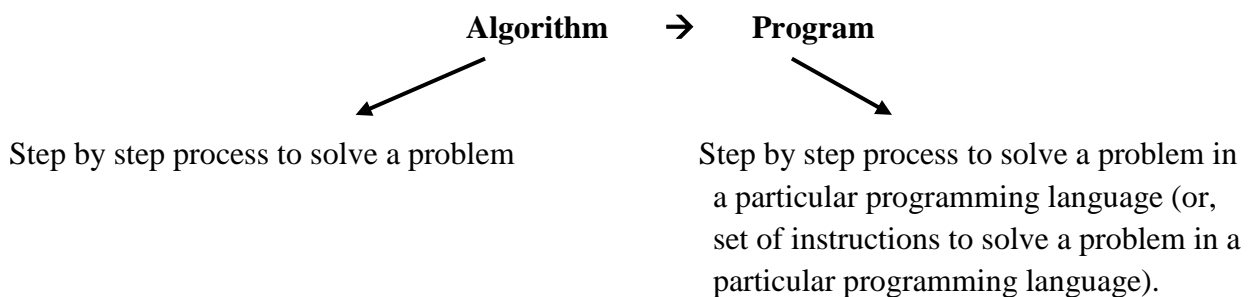 Algorithm → Program
Step by step process to solve a problem
Step by step process to solve a problem in
a particular programming language (or,
set of instructions to solve a problem in a
particular programming language).